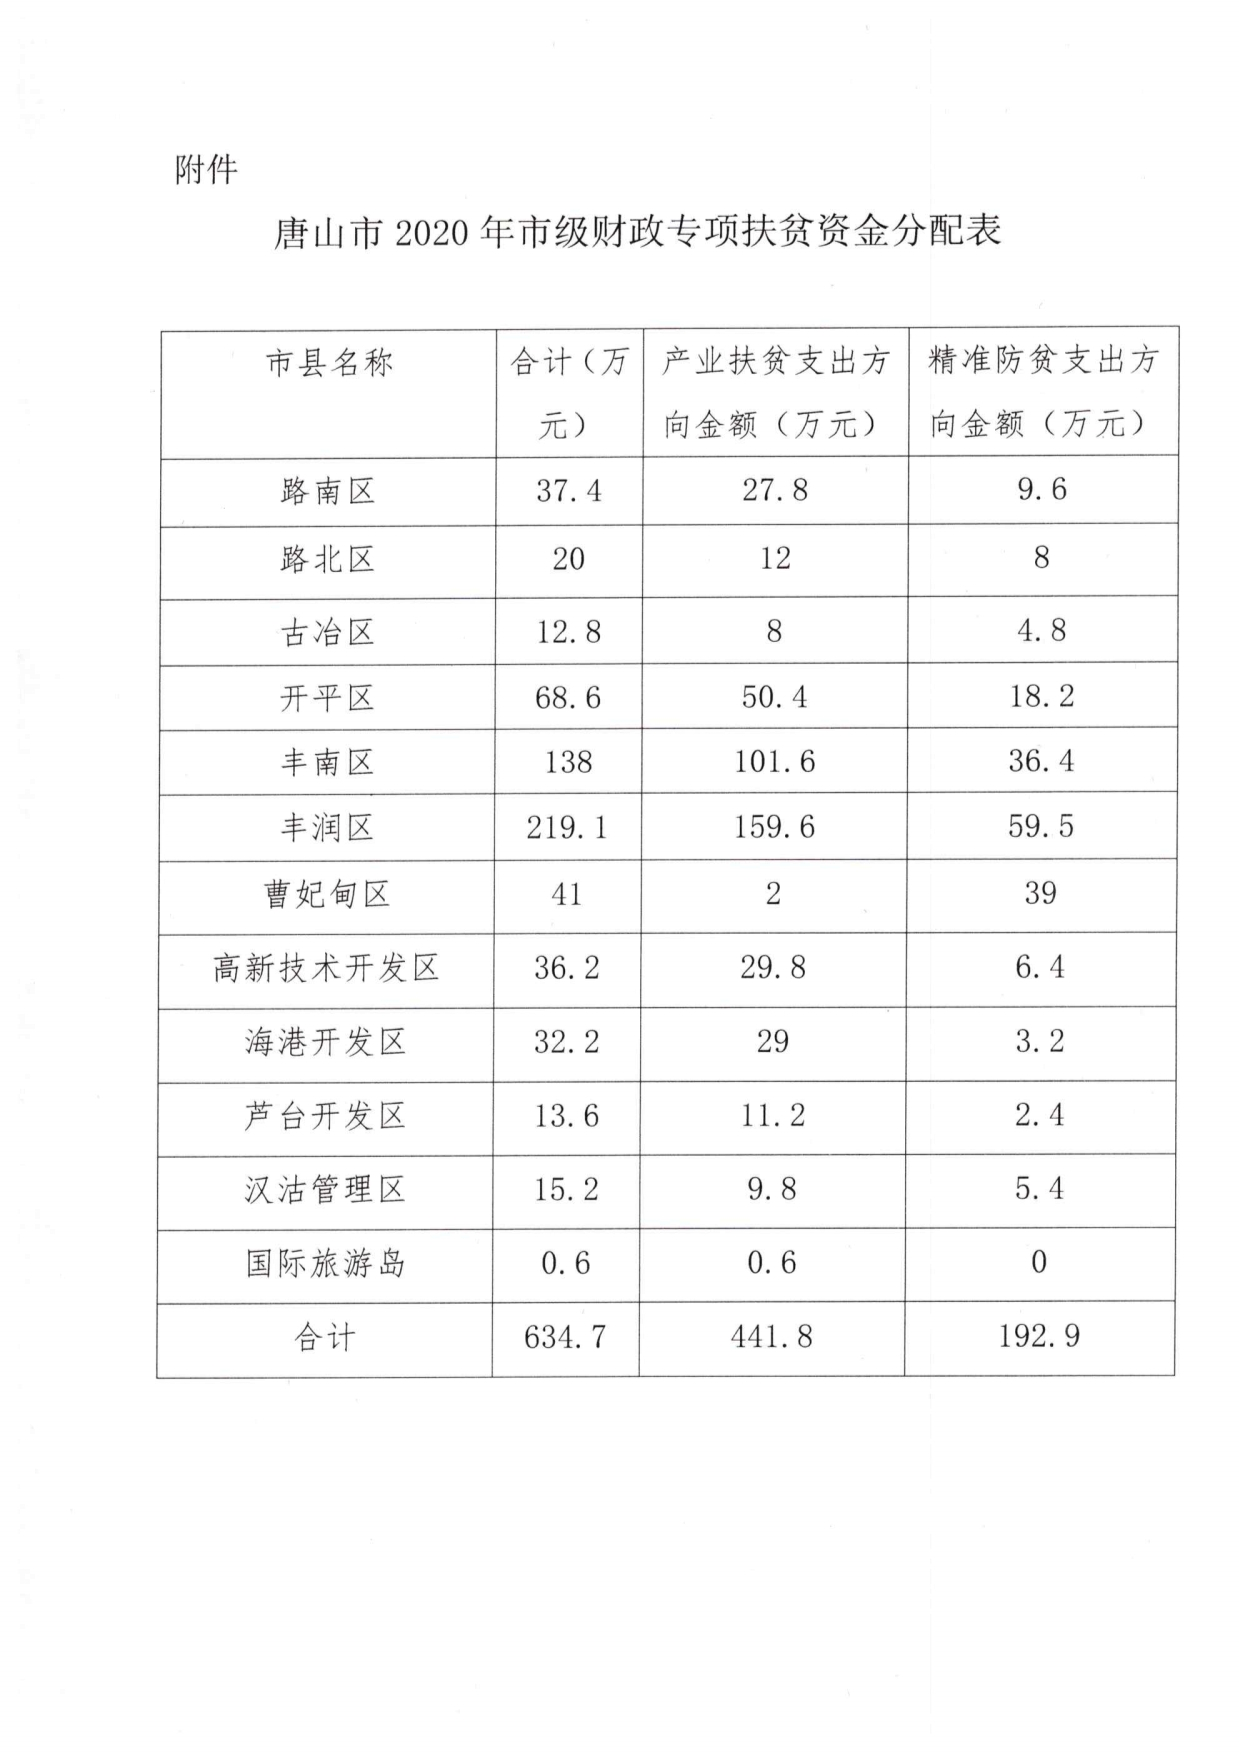 附件
唐山市 2020 年市级财政专项扶贫资金分配表
市县名称 合计（万 产业扶贫支出方 精准防贫支出方
元） 向金额（万元） 向金额（万元）
路南区 37.4 27.8 9.6
路北区 20 12 8
古冶区 12.8 8 4.8
开平区 68.6 50.4 18.2
丰南区 138 101.6 36.4
丰润区 219.1 159.6 59.5
曹妃甸区 41 2 39
高新技术开发区 36.2 29.8 6.4
海港开发区 32.2 29 3.2
芦台开发区 13.6 11.2 2.4
汉沽管理区 15.2 9.8 5.4
国际旅游岛 0.6 0.6 0
合计 634.7 441.8 192.9